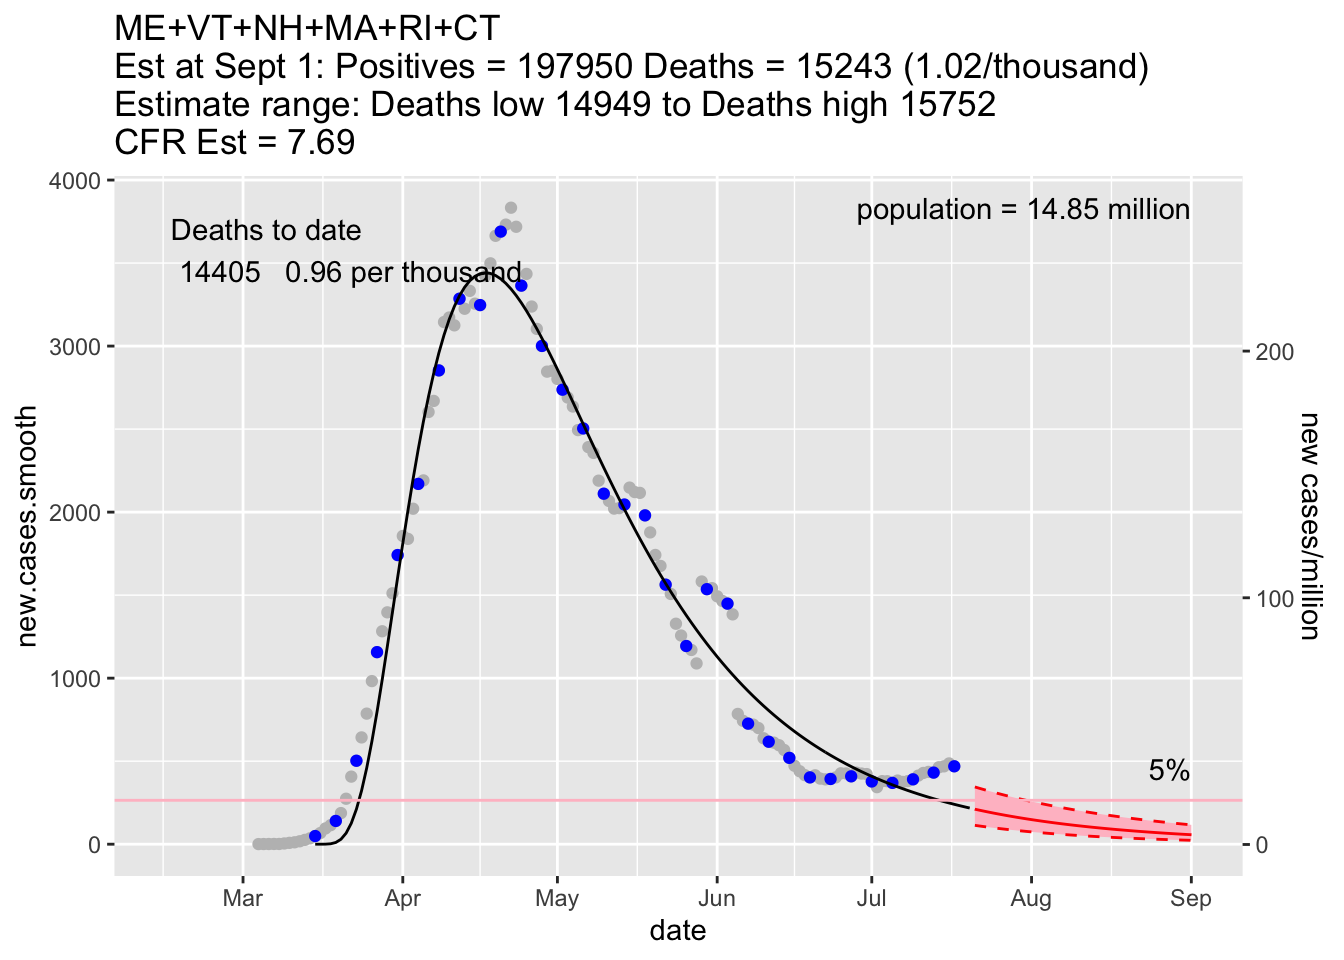 ME+VT+NH+MA+RI+CT
Est at Sept 1: Positives = 197950 Deaths = 15243 (1.02/thousand)
Estimate range: Deaths low 14949 to Deaths high 15752
CFR Est = 7.69
4000
3000
2000
1000
0
new.cases.smooth
Deaths to date
14405 0.96 per thousand
population = 14.85 million
5%
200
100
0
new cases/million
Mar Apr May Jun Jul Aug Sep
date